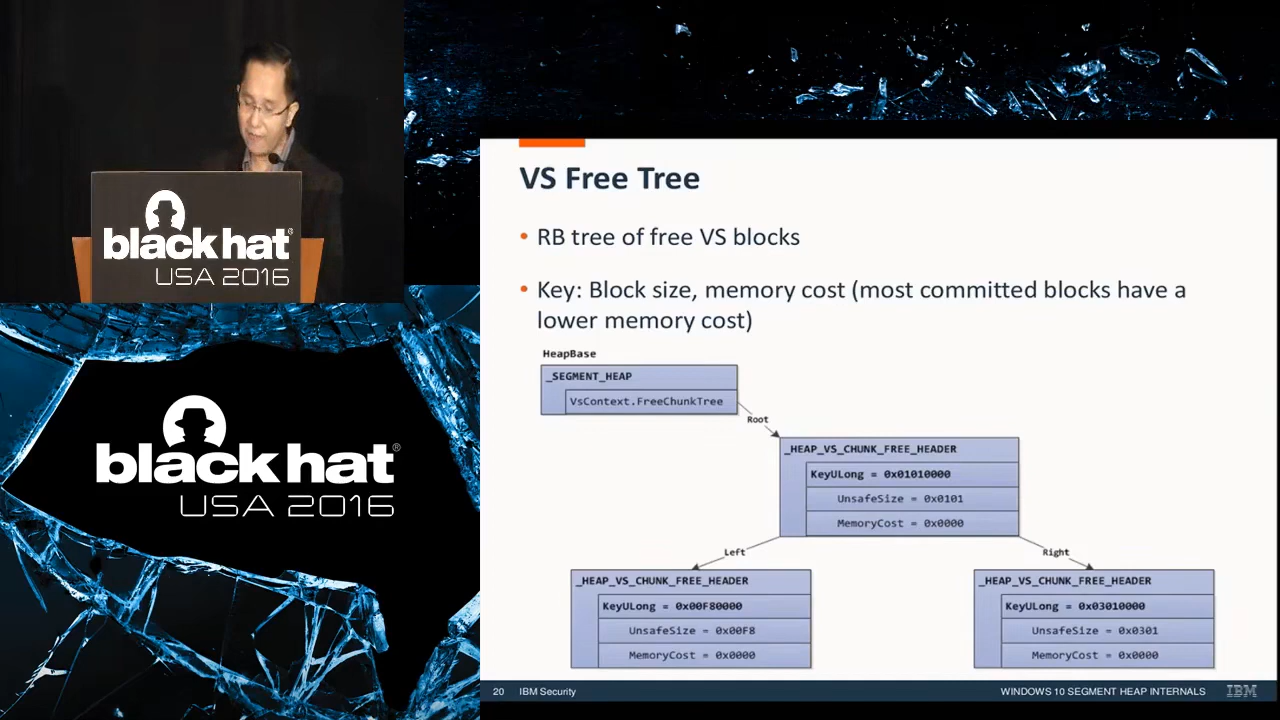 black hat®
USA 2016
black hat®
USA 2016
VS Free Tree
• RB tree of free VS blocks
• Key: Block size, memory cost (most committed blocks have a
lower memory cost)
HeapBase
_SEGMENT_HEAP
VsContext.FreeChunkTree
Root
_HEAP_VS_CHUNK_FREE_HEADER
KeyULong = 0x01010000
UnsafeSize = 0x0101
MemoryCost = 0x0000
Left
Right
_HEAP_VS_CHUNK_FREE_HEADER
KeyULong = 0x00F80000
UnsafeSize = 0x00F8
MemoryCost = 0x0000
_HEAP_VS_CHUNK_FREE_HEADER
KeyULong = 0x03010000
UnsafeSize = 0x0301
MemoryCost = 0x0000
20 IBM Security
WINDOWS 10 SEGMENT HEAP INTERNALS
IBM